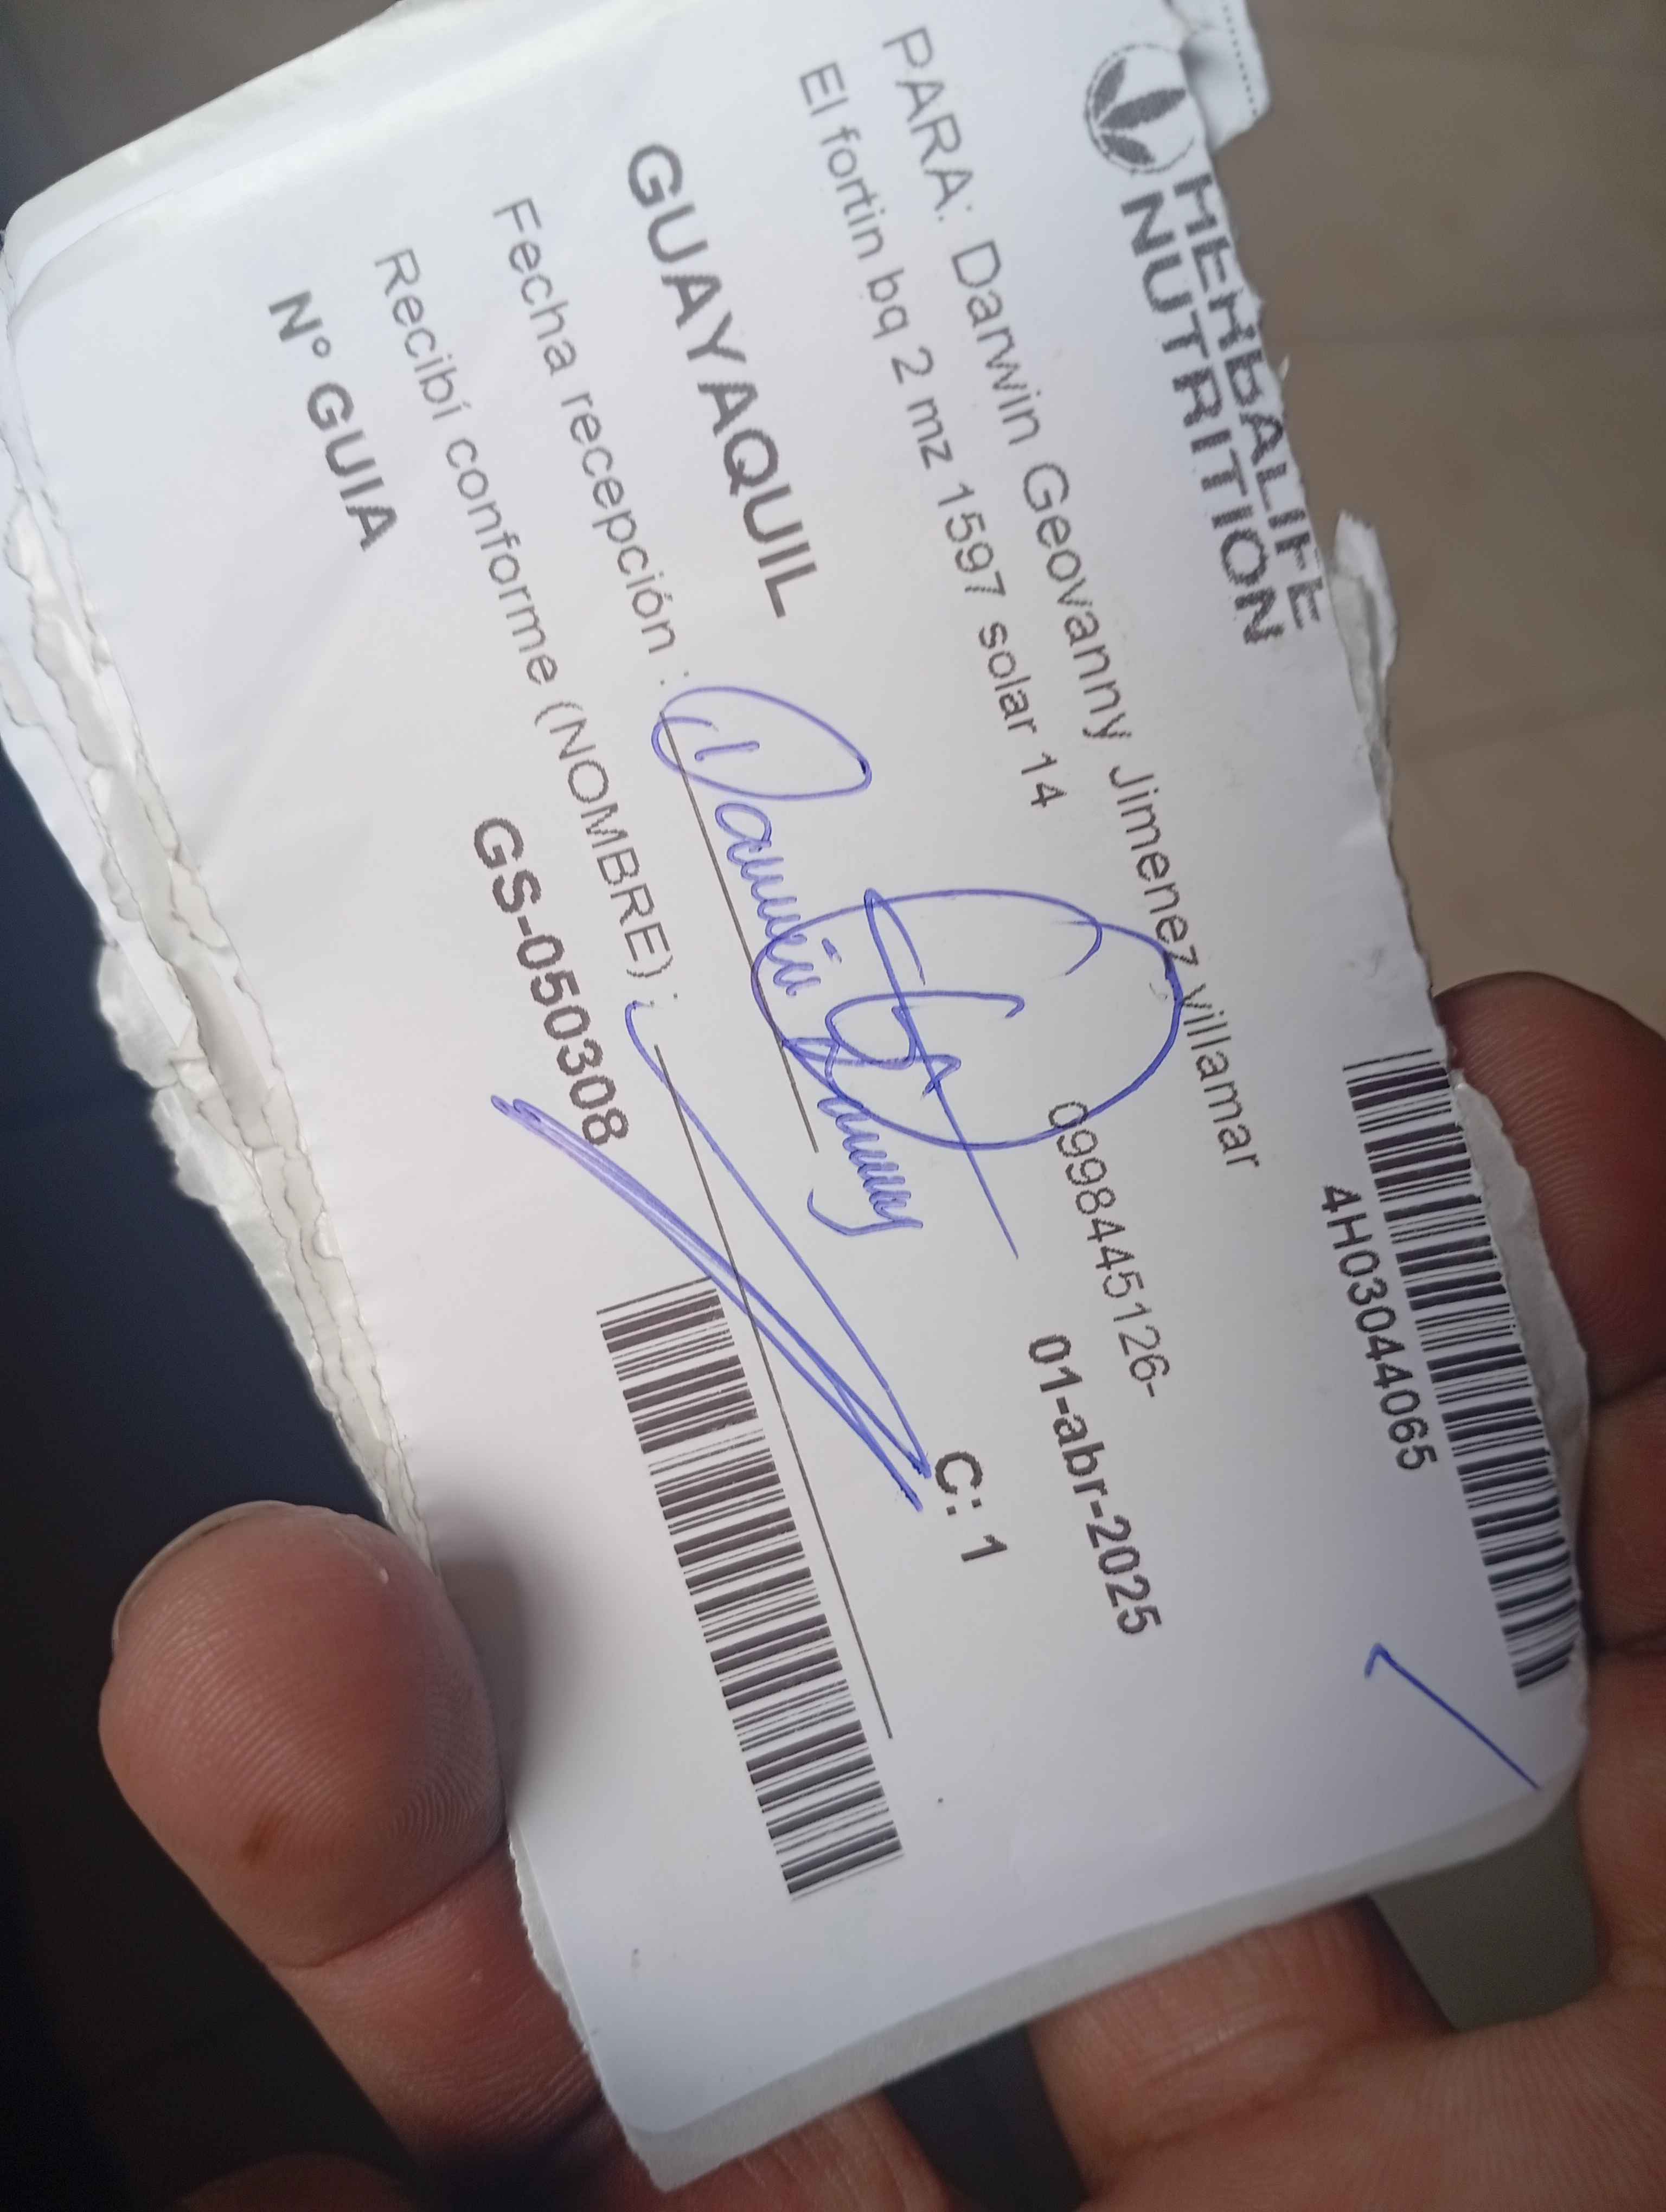 HERBALIFE
NUTRITION
4H03044065
PARA: Darwin Geovanny Jimenez villamar
El fortin bq 2 mz 1597 solar 14
0998445126-
GUAYAQUIL
01-abr-2025
Fecha recepción :
C: 1
Recibí conforme (NOMBRE) :
N° GUIA
GS-050308